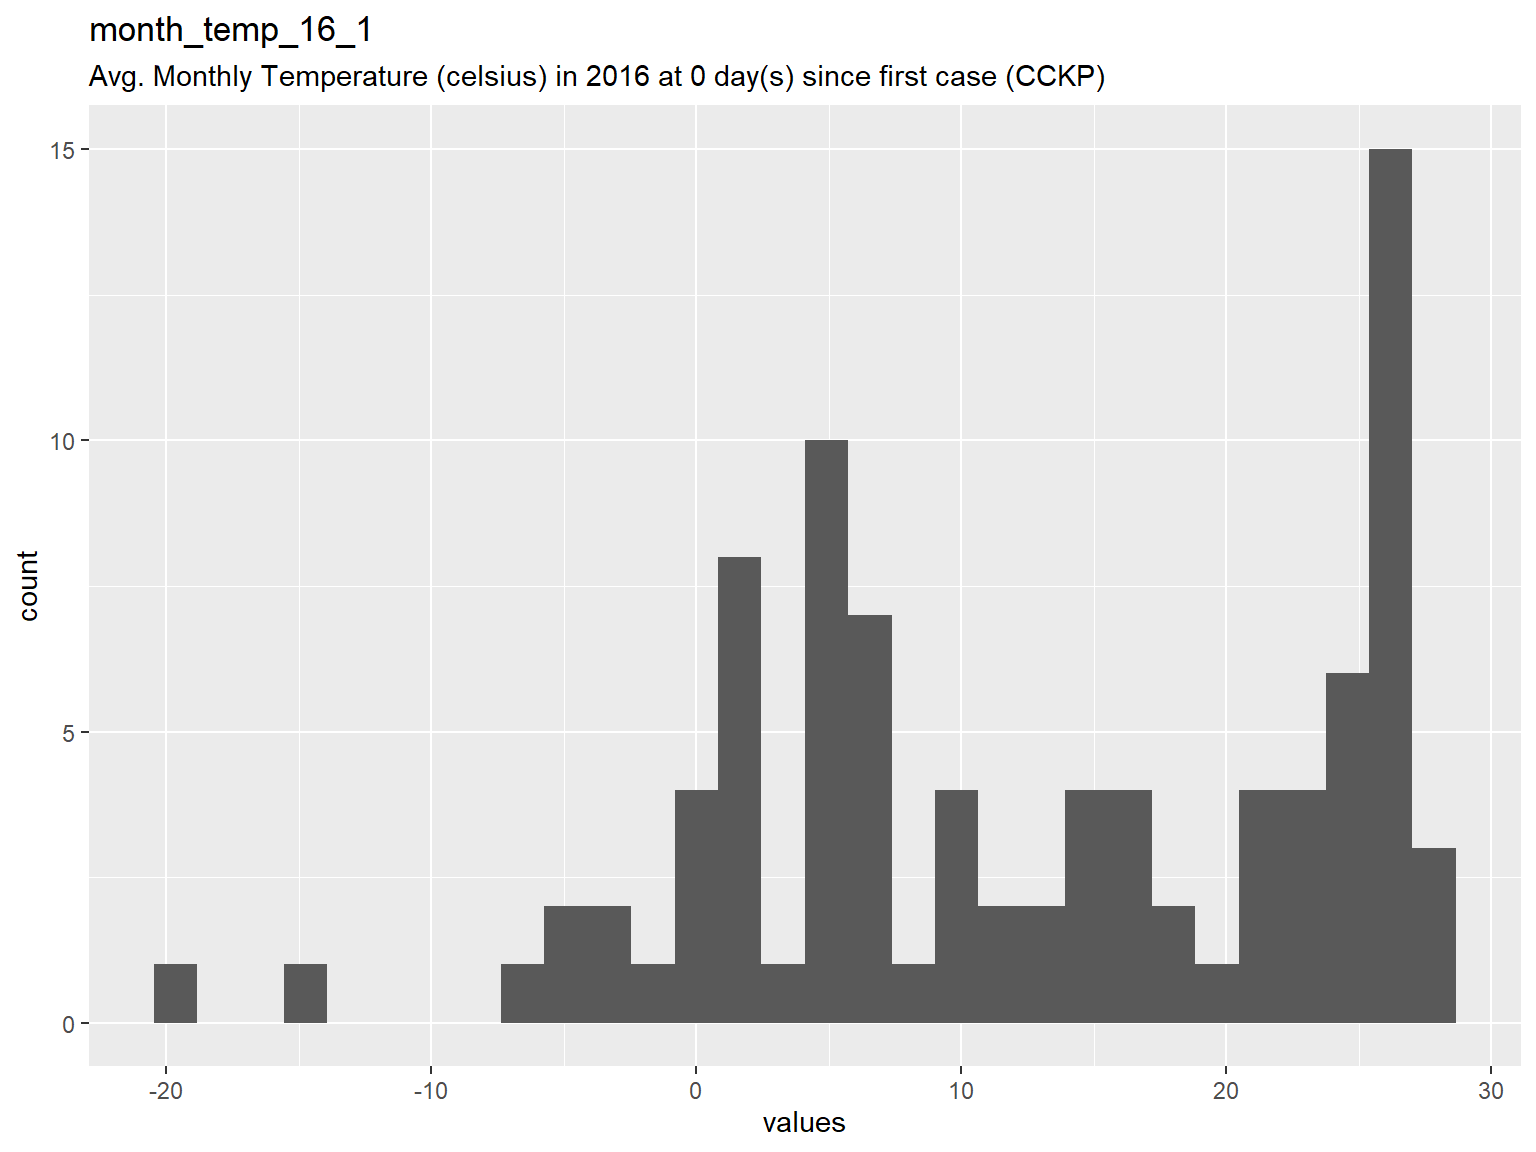 month_temp_16_1
Avg. Monthly Temperature (celsius) in 2016 at 0 day(s) since first case (CCKP)
15
10
5
0
count
-20 -10 0 10 20 30
values